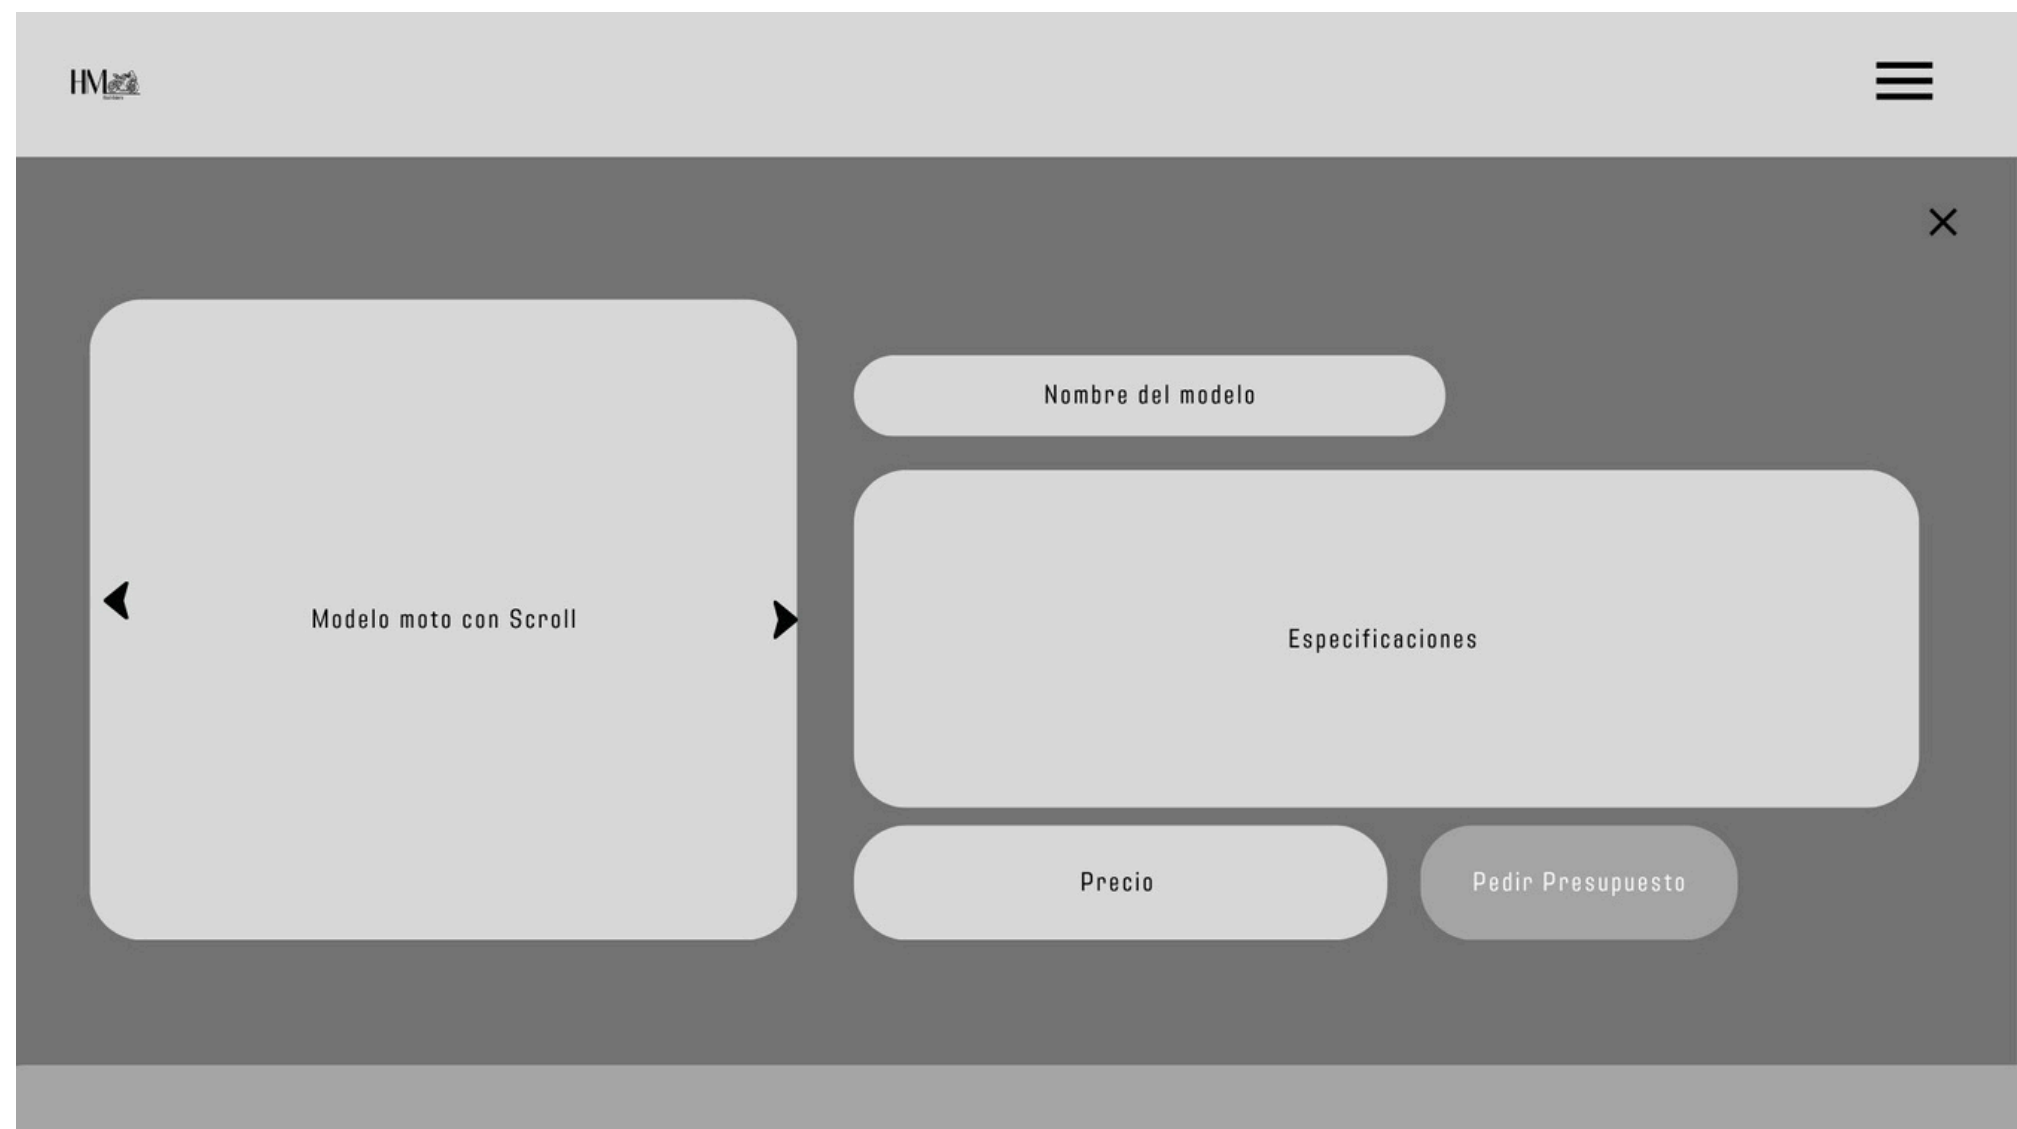 HM
Nombre del modelo
Modelo moto con Scroll
Especificaciones
Precio
Pedir Presupuesto